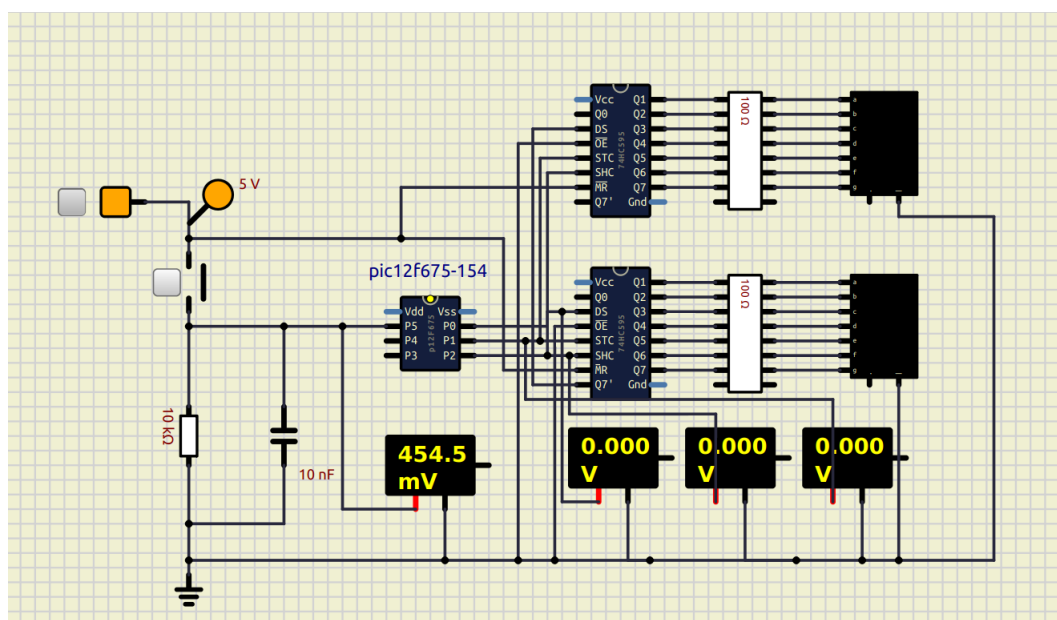 5 V
10 kΩ
10 nF
pic12f675-154
Vdd Vss
P5 P0
P4 P1
P3 P2
p12F675
454.5
mV
Vcc Q1
Q0 Q2
DS Q3
OE Q4
STC Q5
SHC Q6
MR Q7
Q7' Gnd
74HC595
100 Ω
a
b
c
d
e
f
g
Vcc Q1
Q0 Q2
DS Q3
OE Q4
STC Q5
SHC Q6
MR Q7
Q7' Gnd
74HC595
100 Ω
a
b
c
d
e
f
g
0.000
V
0.000
V
0.000
V